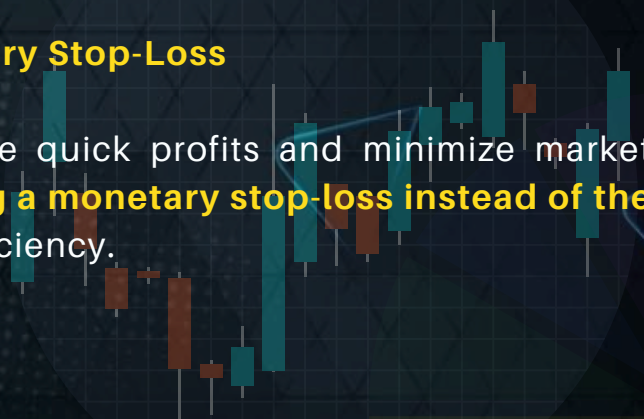 ry Stop-Loss
e quick profits and minimize market
g a monetary stop-loss instead of the
ciency.